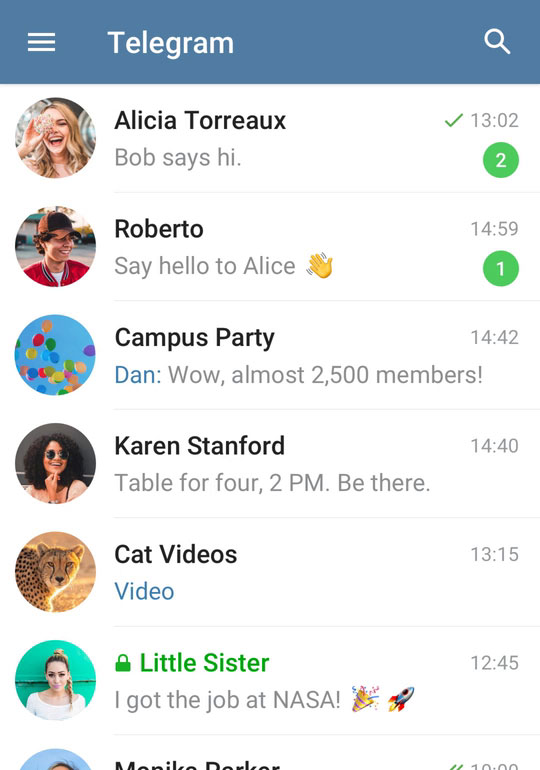 Telegram
Alicia Torreaux 13:02
Bob says hi. 2
Roberto 14:59
Say hello to Alice 👋 1
Campus Party 14:42
Dan: Wow, almost 2,500 members!
Karen Stanford 14:40
Table for four, 2 PM. Be there.
Cat Videos 13:15
Video
Little Sister 12:45
I got the job at NASA! 🎉 🚀
Monika Parker